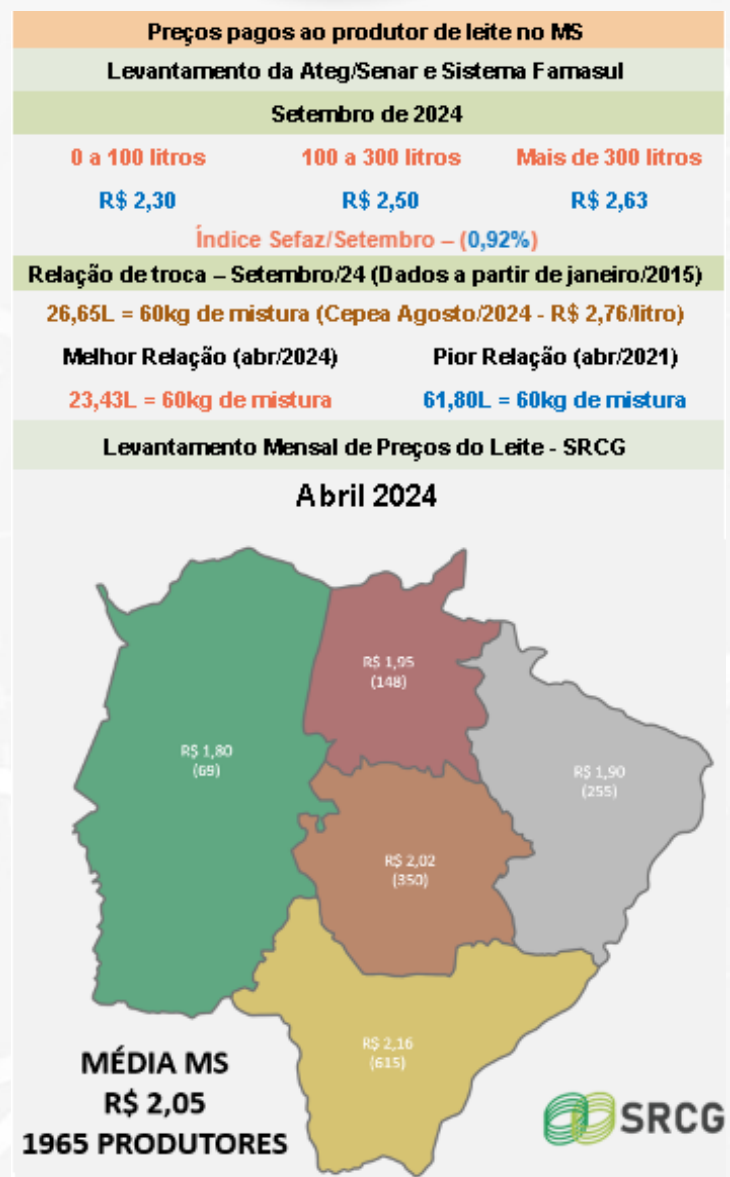 Preços pagos ao produtor de leite no MS
Levantamento da Ateg/Senar e Sistema Famasul
Setembro de 2024
0 a 100 litros 100 a 300 litros Mais de 300 litros
R$ 2,30 R$ 2,50 R$ 2,63
Índice Sefaz/Setembro – (0,92%)
Relação de troca – Setembro/24 (Dados a partir de janeiro/2015)
26,65L = 60kg de mistura (Cepea Agosto/2024 - R$ 2,76/litro)
Melhor Relação (abr/2024) Pior Relação (abr/2021)
23,43L = 60kg de mistura 61,80L = 60kg de mistura
Levantamento Mensal de Preços do Leite - SRCG
Abril 2024
R$ 1,95
(148)
R$ 1,80
(69)
R$ 1,90
(255)
R$ 2,02
(350)
R$ 2,16
(615)
MÉDIA MS
R$ 2,05
1965 PRODUTORES
SRCG